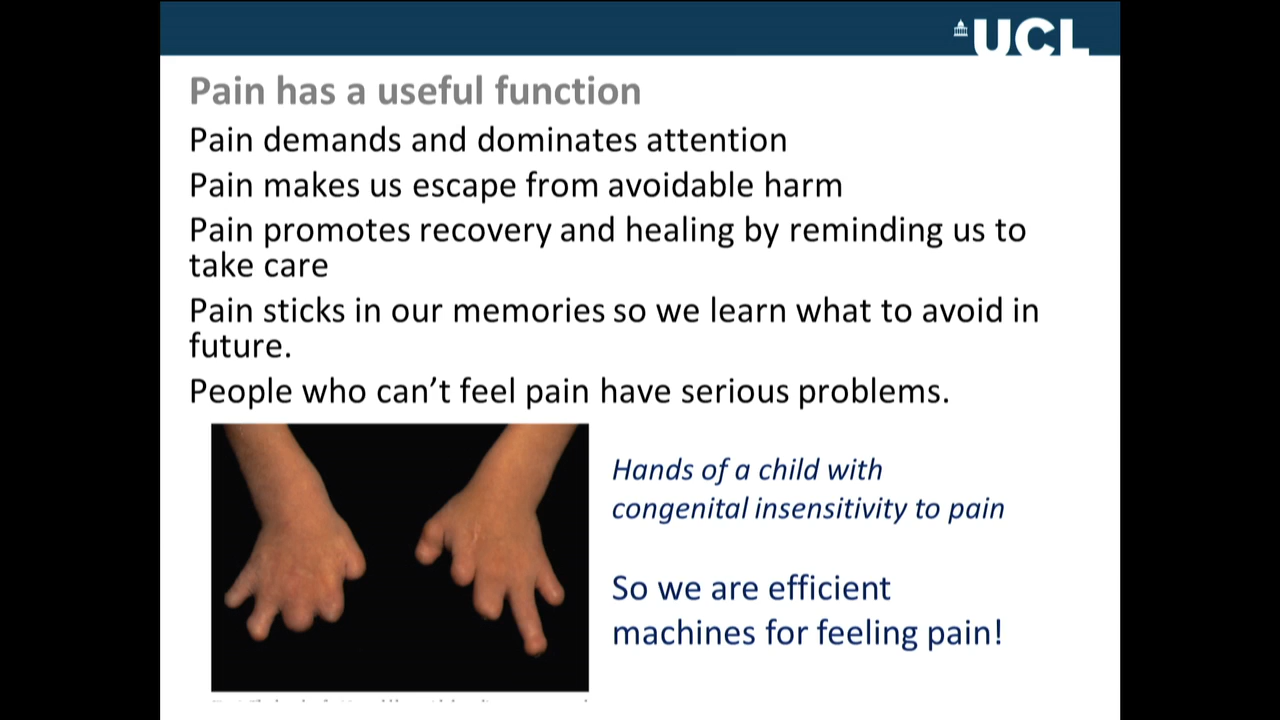 UCL
Pain has a useful function
Pain demands and dominates attention
Pain makes us escape from avoidable harm
Pain promotes recovery and healing by reminding us to
take care
Pain sticks in our memories so we learn what to avoid in
future.
People who can’t feel pain have serious problems.
Hands of a child with
congenital insensitivity to pain
So we are efficient
machines for feeling pain!